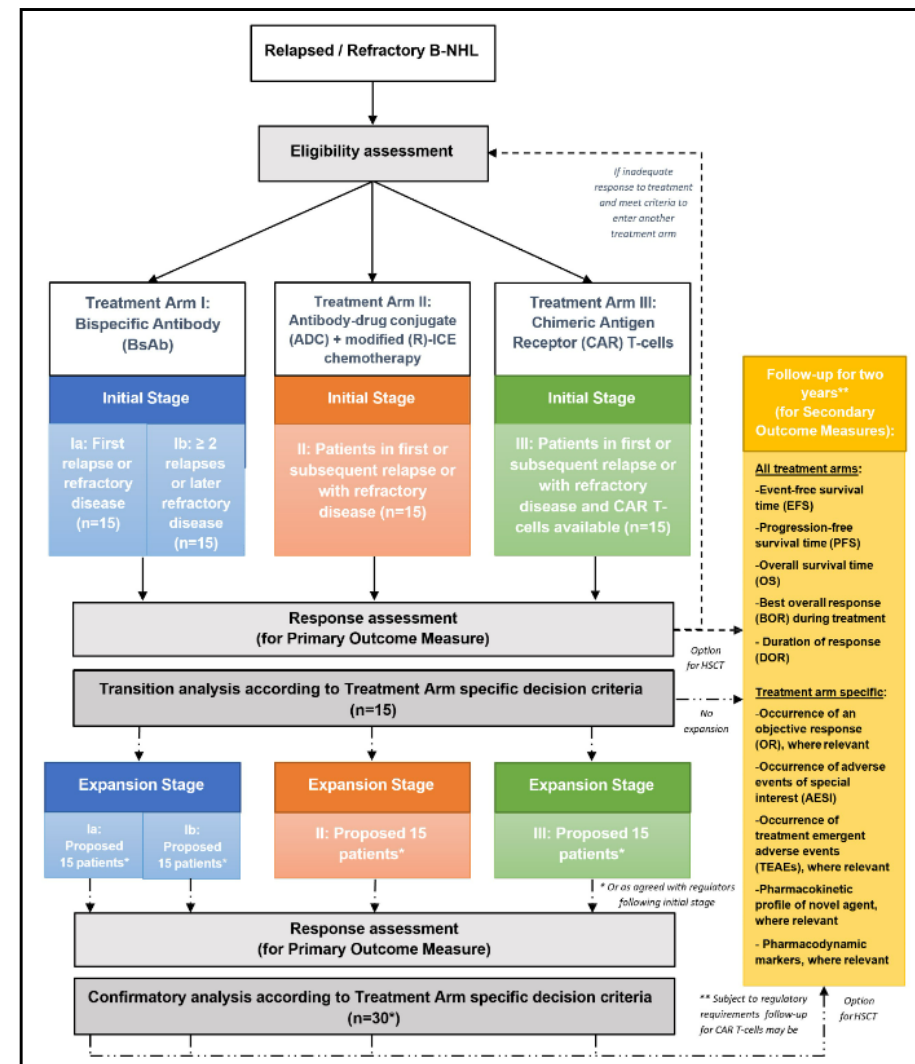 Relapsed / Refractory B-NHL
Eligibility assessment
If inadequate
response to treatment
and meet criteria to
enter another
treatment arm
Treatment Arm I:
Bispecific Antibody
(BsAb)
Treatment Arm II:
Antibody-drug conjugate
(ADC) + modified (R)-ICE
chemotherapy
Treatment Arm III:
Chimeric Antigen
Receptor (CAR) T-cells
Initial Stage
Initial Stage
Initial Stage
Ia: First
relapse or
refractory
disease
(n=15)
Ib: ≥ 2
relapses
or later
refractory
disease
(n=15)
II: Patients in first or
subsequent relapse or
with refractory
disease (n=15)
III: Patients in first or
subsequent relapse or
with refractory
disease and CAR T-
cells available (n=15)
Response assessment
(for Primary Outcome Measure)
Option
for HSCT
Transition analysis according to Treatment Arm specific decision criteria
(n=15)
No
expansion
Expansion Stage
Expansion Stage
Expansion Stage
Ia:
Proposed
15 patients*
Ib:
Proposed
15 patients*
II: Proposed 15
patients*
III: Proposed 15
patients*
* Or as agreed with regulators
following initial stage
Response assessment
(for Primary Outcome Measure)
Confirmatory analysis according to Treatment Arm specific decision criteria
(n=30*)
** Subject to regulatory
requirements follow-up
for CAR T-cells may be
Option
for HSCT
Follow-up for two
years**
(for Secondary
Outcome Measures):
All treatment arms:
-Event-free survival
time (EFS)
-Progression-free
survival time (PFS)
-Overall survival time
(OS)
-Best overall response
(BOR) during treatment
- Duration of response
(DOR)
Treatment arm specific:
-Occurrence of an
objective response
(OR), where relevant
-Occurrence of adverse
events of special
interest (AESI)
-Occurrence of
treatment emergent
adverse events
(TEAEs), where relevant
-Pharmacokinetic
profile of novel agent,
where relevant
- Pharmacodynamic
markers, where relevant